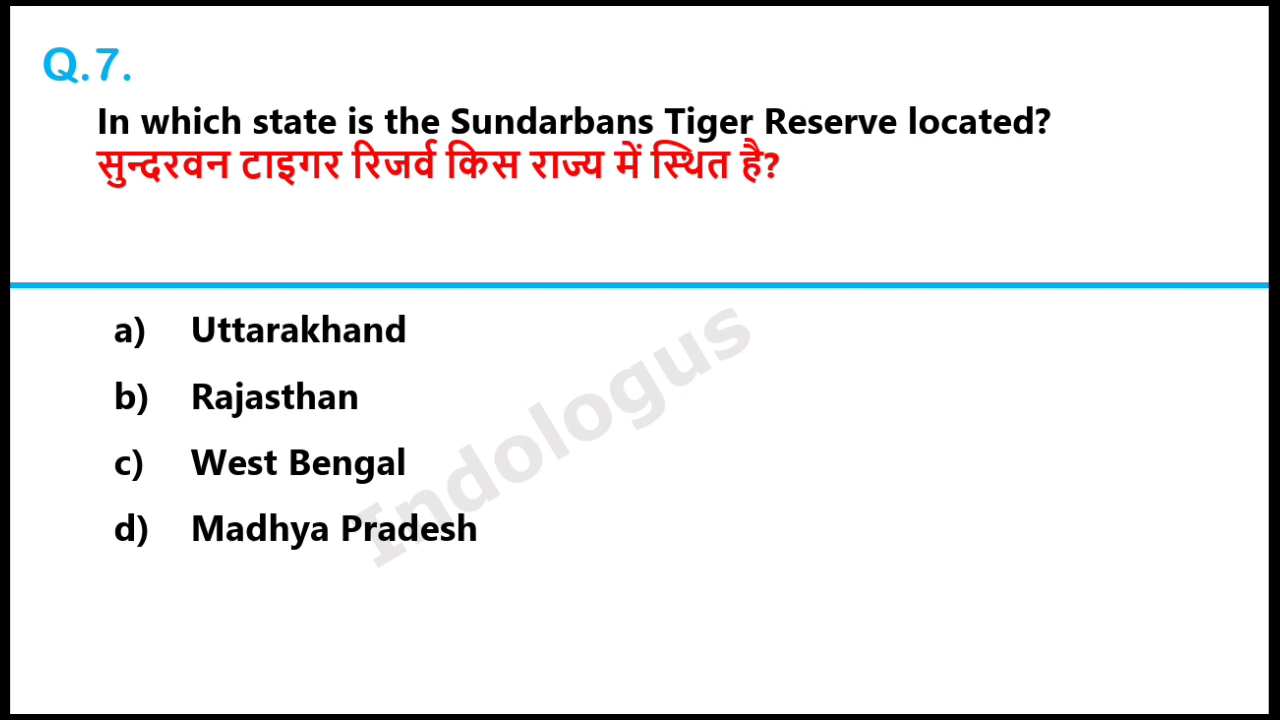 Q.7.
In which state is the Sundarbans Tiger Reserve located?
सुन्दरवन टाइगर रिजर्व किस राज्य में स्थित है?
a) Uttarakhand
b) Rajasthan
c) West Bengal
d) Madhya Pradesh
Indologus